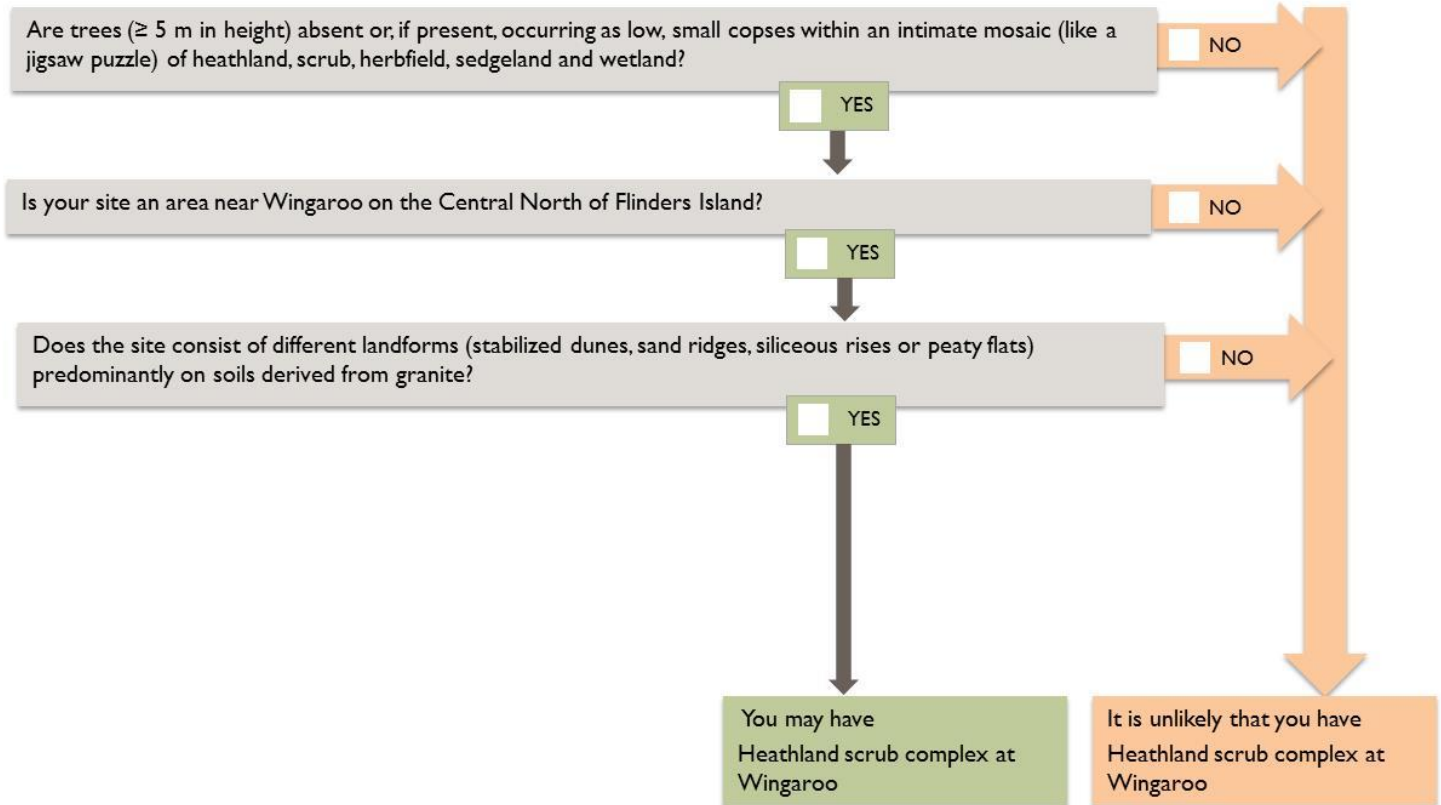 Are trees (≥ 5 m in height) absent or, if present, occurring as low, small copses within an intimate mosaic (like a
jigsaw puzzle) of heathland, scrub, herbfield, sedgeland and wetland?
NO
YES
Is your site an area near Wingaroo on the Central North of Flinders Island?
NO
YES
Does the site consist of different landforms (stabilized dunes, sand ridges, siliceous rises or peaty flats)
predominantly on soils derived from granite?
NO
YES
You may have
Heathland scrub complex at
Wingaroo
It is unlikely that you have
Heathland scrub complex at
Wingaroo